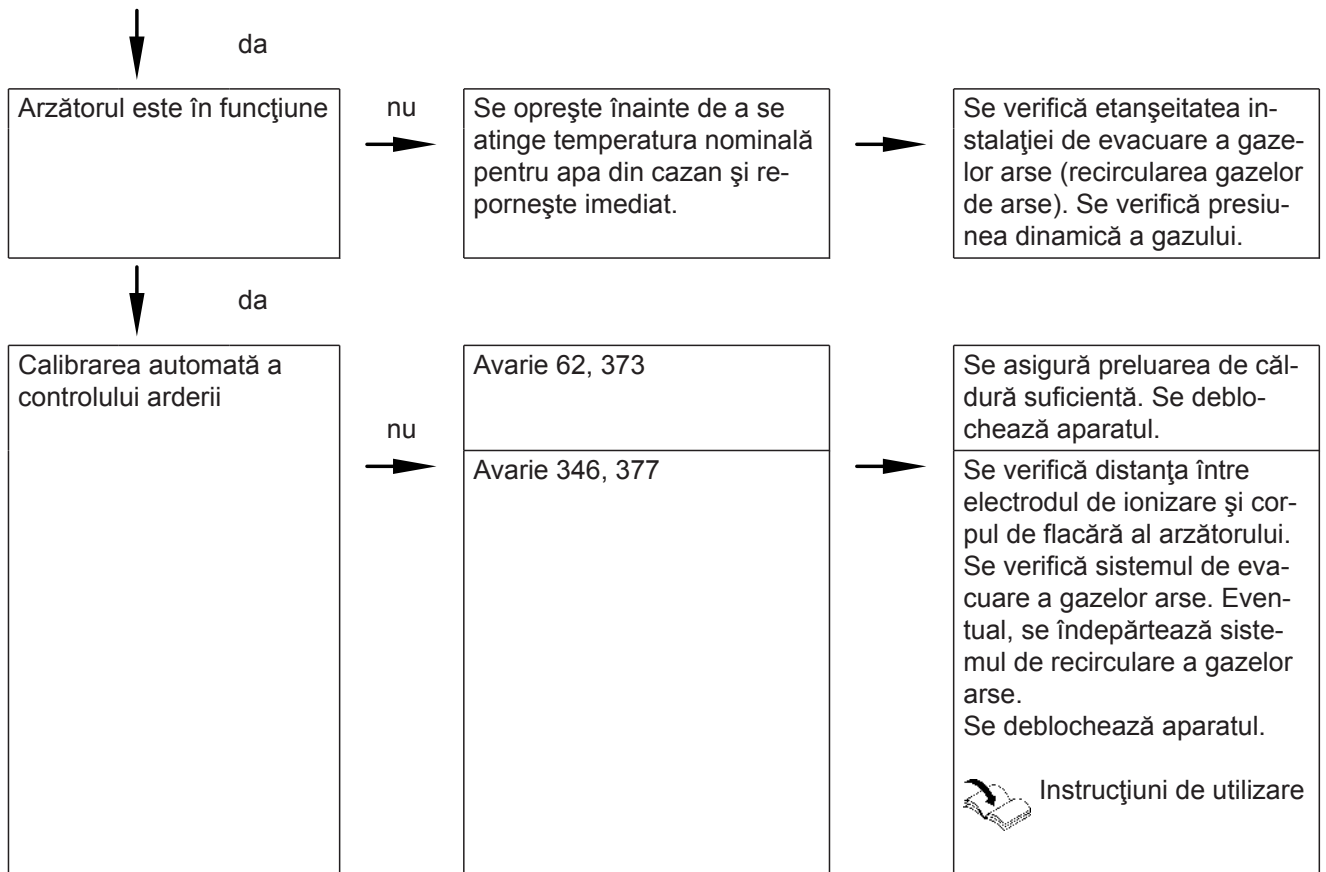 da
Arzătorul este în funcţiune
nu
Se opreşte înainte de a se
atinge temperatura nominală
pentru apa din cazan şi re-
porneşte imediat.
Se verifică etanşeitatea in-
stalaţiei de evacuare a gaze-
lor arse (recircularea gazelor
de arse). Se verifică presiu-
nea dinamică a gazului.
da
Calibrarea automată a
controlului arderii
nu
Avarie 62, 373
Se asigură preluarea de căl-
dură suficientă. Se deblo-
chează aparatul.
Avarie 346, 377
Se verifică distanţa între
electrodul de ionizare şi cor-
pul de flacără al arzătorului.
Se verifică sistemul de eva-
cuare a gazelor arse. Even-
tual, se îndepărtează siste-
mul de recirculare a gazelor
arse.
Se deblochează aparatul.
Instrucţiuni de utilizare